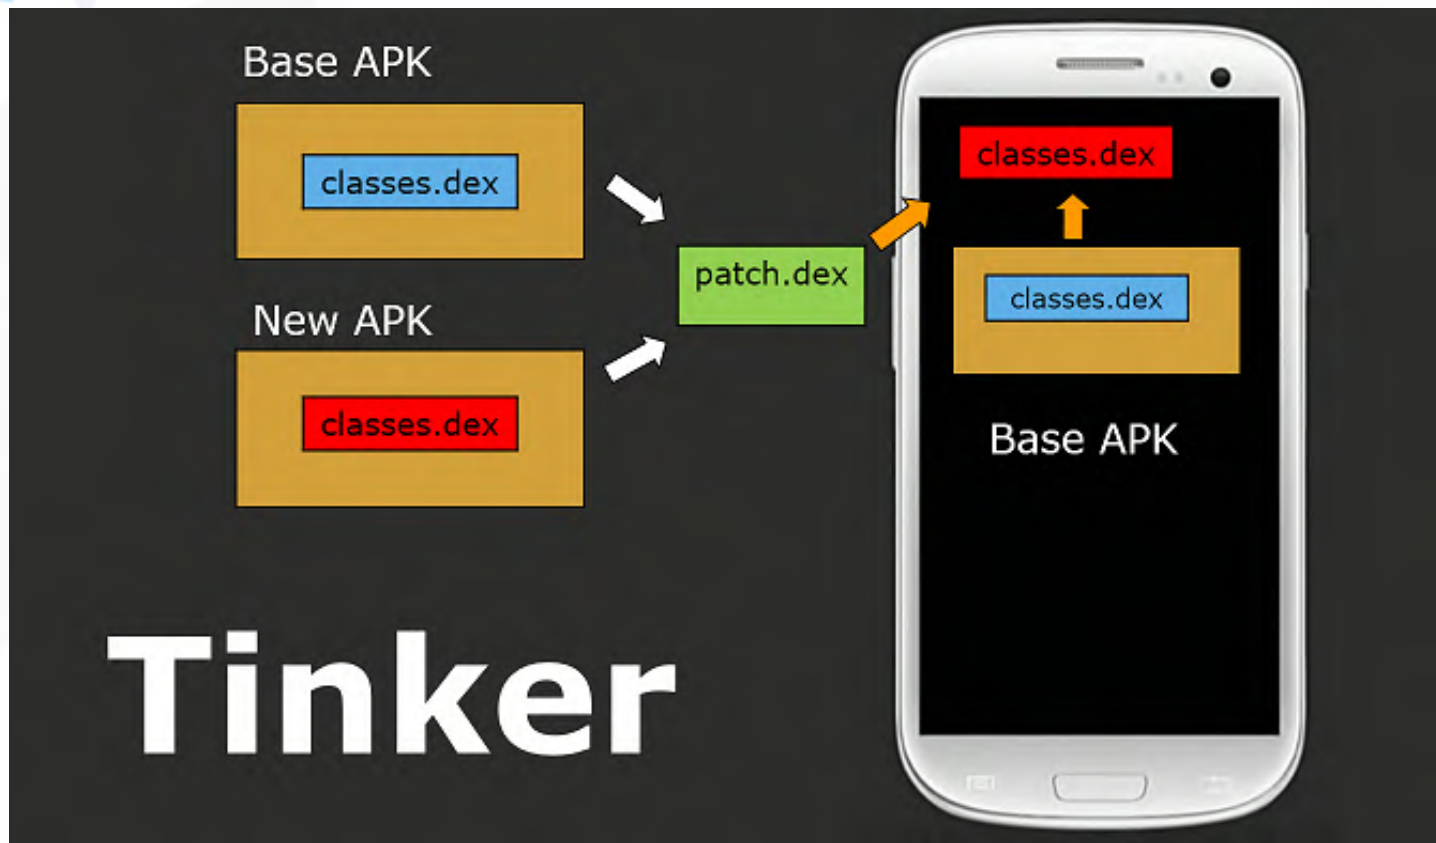 Base APK
classes.dex
New APK
classes.dex
patch.dex
classes.dex
classes.dex
Base APK
Tinker